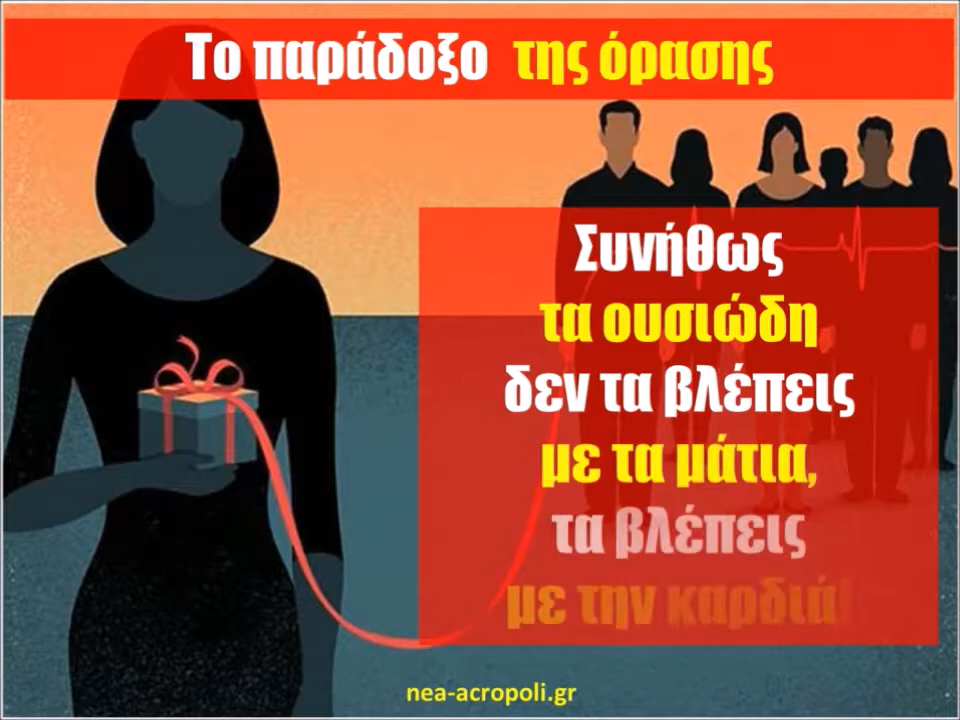 Το παράδοξο της όρασης
Συνήθως
τα ουσιώδη
δεν τα βλέπεις
με τα μάτια,
τα βλέπεις
με την καρδιά!
nea-acropoli.gr